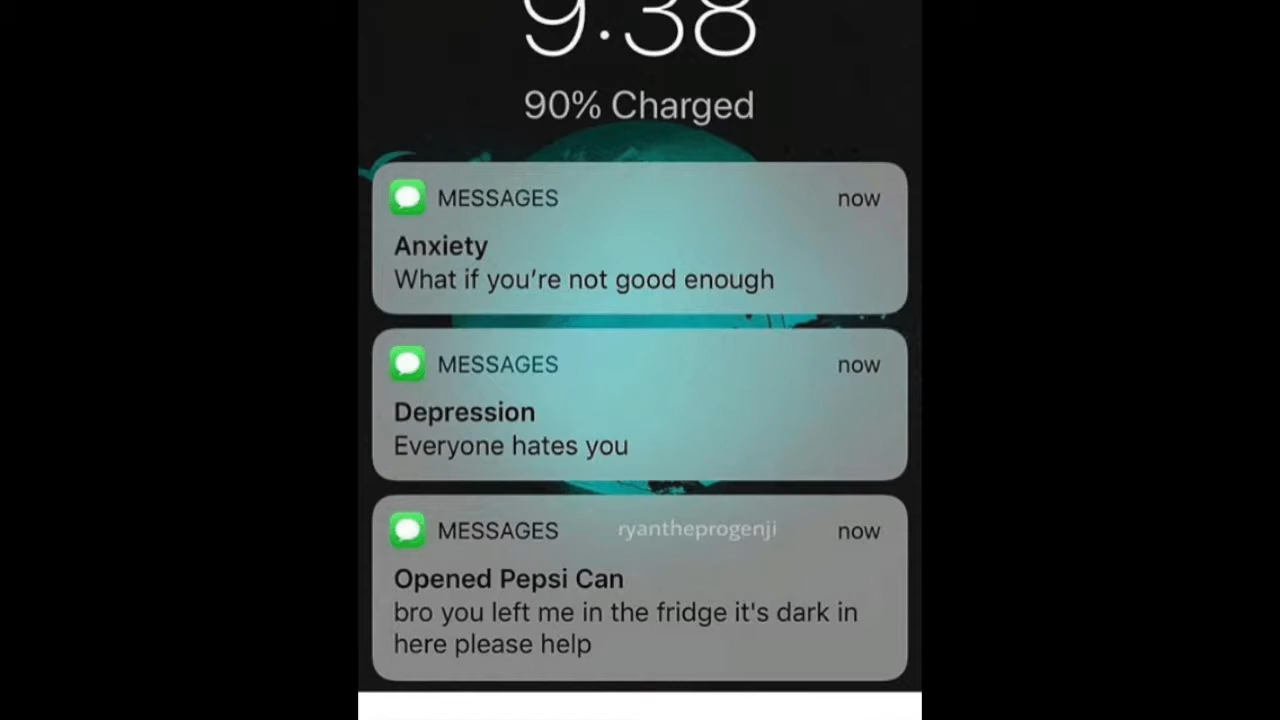 9:38
90% Charged
MESSAGES now
Anxiety
What if you're not good enough
MESSAGES now
Depression
Everyone hates you
MESSAGES ryantheprogenji now
Opened Pepsi Can
bro you left me in the fridge it's dark in
here please help